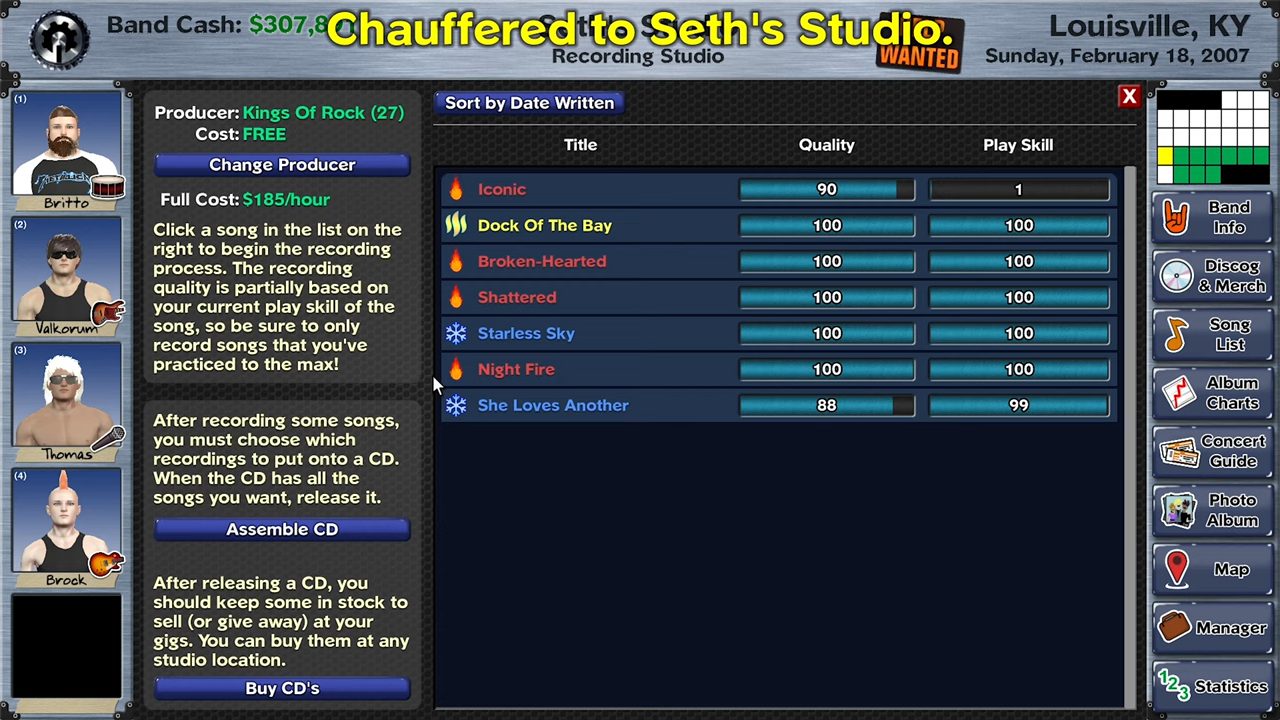 Band Cash: $307,8
Chauffered to Seth's Studio.
Recording Studio
WANTED
Louisville, KY
Sunday, February 18, 2007
(1)
Britto
(2)
Valkorum
(3)
Thomas
(4)
Brock
Producer: Kings Of Rock (27)
Cost: FREE
Change Producer
Full Cost: $185/hour
Click a song in the list on the
right to begin the recording
process. The recording
quality is partially based on
your current play skill of the
song, so be sure to only
record songs that you've
practiced to the max!
After recording some songs,
you must choose which
recordings to put onto a CD.
When the CD has all the
songs you want, release it.
Assemble CD
After releasing a CD, you
should keep some in stock to
sell (or give away) at your
gigs. You can buy them at any
studio location.
Buy CD's
Sort by Date Written
X
Title Quality Play Skill
Iconic 90 1
Dock Of The Bay 100 100
Broken-Hearted 100 100
Shattered 100 100
Starless Sky 100 100
Night Fire 100 100
She Loves Another 88 99
Band
Info
Discog
& Merch
Song
List
Album
Charts
Concert
Guide
Photo
Album
Map
Manager
123
Statistics